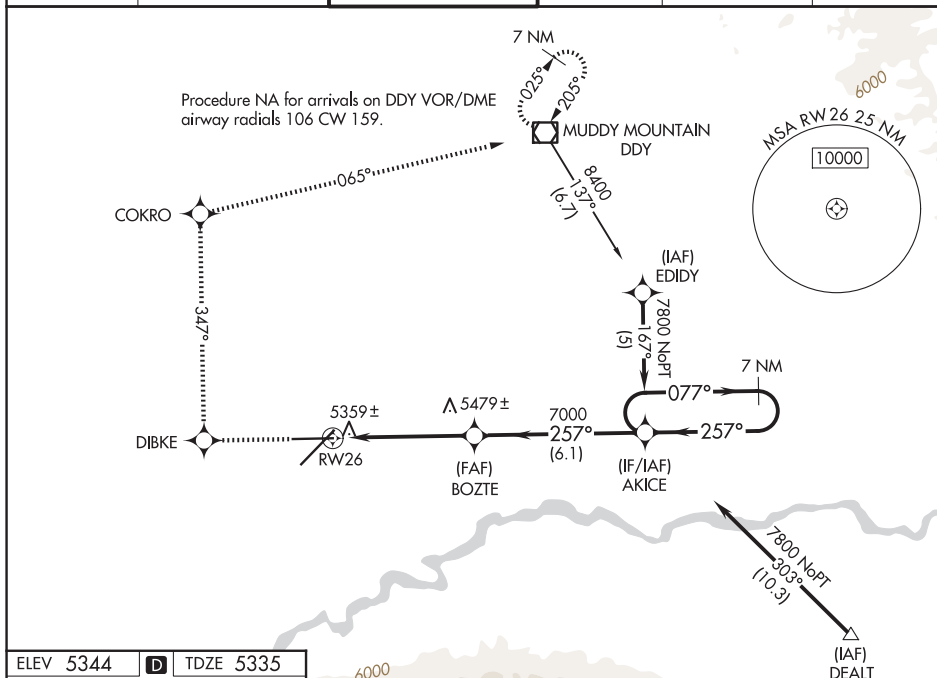 7 NM
6000
025°
205°
Procedure NA for arrivals on DDY VOR/DME
airway radials 106 CW 159.
MUDDY MOUNTAIN
DDY
MSA RW 26 25 NM
10000
8400
137°
(6.7)
065°
COKRO
(IAF)
EDIDY
347°
7800 NoPT
167°
(5)
7 NM
077°
5359±
5479±
7000
257°
(6.1)
257°
DIBKE
RW26
(FAF)
BOZTE
(IF/IAF)
AKICE
7800 NoPT
303°
(10.3)
ELEV 5344
D
TDZE 5335
6000
(IAF)
DEALT